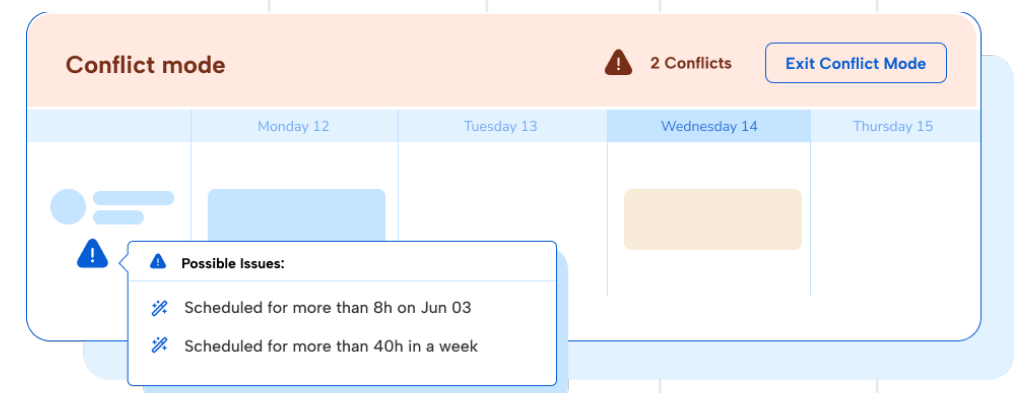 Conflict mode
2 Conflicts
Exit Conflict Mode
Monday 12
Tuesday 13
Wednesday 14
Thursday 15
Possible Issues:
Scheduled for more than 8h on Jun 03
Scheduled for more than 40h in a week